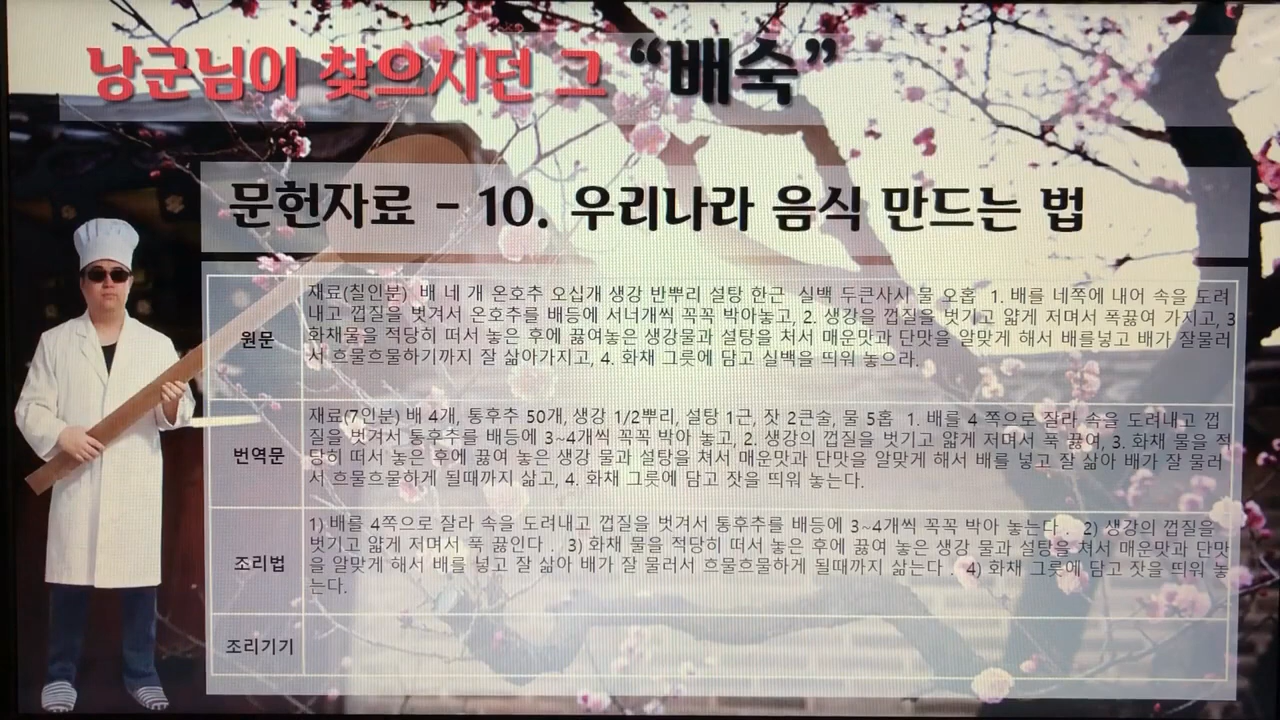 낭군님이 찾으시던 그 “배숙”
문헌자료 - 10. 우리나라 음식 만드는 법
원문
재료(칠인분) 배 네 개 온호추 오십개 생강 반뿌리 설탕 한근 실백 두큰사시 물 오홉 1. 배를 네쪽에 내어 속을 도려
내고 껍질을 벗겨서 온호추를 배등에 서너개씩 꼭꼭 박아놓고, 2. 생강을 껍질을 벗기고 얇게 저며서 폭끓여 가지고, 3
화채물을 적당히 떠서 놓은 후에 끓여놓은 생강물과 설탕을 쳐서 매운맛과 단맛을 알맞게 해서 배를넣고 배가 잘물러
서 흐물흐물하기까지 잘 삶아가지고, 4. 화채 그릇에 담고 실백을 띄워 놓으라.
번역문
재료(7인분) 배 4개, 통후추 50개, 생강 1/2뿌리, 설탕 1근, 잣 2큰술, 물 5홉 1. 배를 4 쪽으로 잘라 속을 도려내고 껍
질을 벗겨서 통후추를 배등에 3~4개씩 꼭꼭 박아 놓고, 2. 생강의 껍질을 벗기고 얇게 저며서 푹 끓여, 3. 화채 물을 적
당히 떠서 놓은 후에 끓여 놓은 생강 물과 설탕을 쳐서 매운맛과 단맛을 알맞게 해서 배를 넣고 잘 삶아 배가 잘 물러
서 흐물흐물하게 될때까지 삶고, 4. 화채 그릇에 담고 잣을 띄워 놓는다.
조리법
1) 배를 4쪽으로 잘라 속을 도려내고 껍질을 벗겨서 통후추를 배등에 3~4개씩 꼭꼭 박아 놓는다 . 2) 생강의 껍질을
벗기고 얇게 저며서 푹 끓인다 . 3) 화채 물을 적당히 떠서 놓은 후에 끓여 놓은 생강 물과 설탕을 쳐서 매운맛과 단맛
을 알맞게 해서 배를 넣고 잘 삶아 배가 잘 물러서 흐물흐물하게 될때까지 삶는다 . 4) 화채 그릇에 담고 잣을 띄워 놓
는다.
조리기기